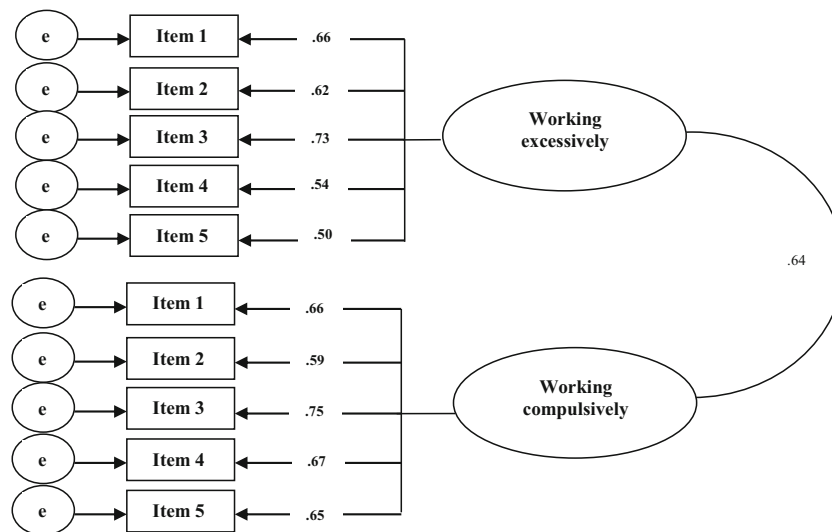 e Item 1 .66
e Item 2 .62
e Item 3 .73
e Item 4 .54
e Item 5 .50
Working
excessively
.64
e Item 1 .66
e Item 2 .59
e Item 3 .75
e Item 4 .67
e Item 5 .65
Working
compulsively